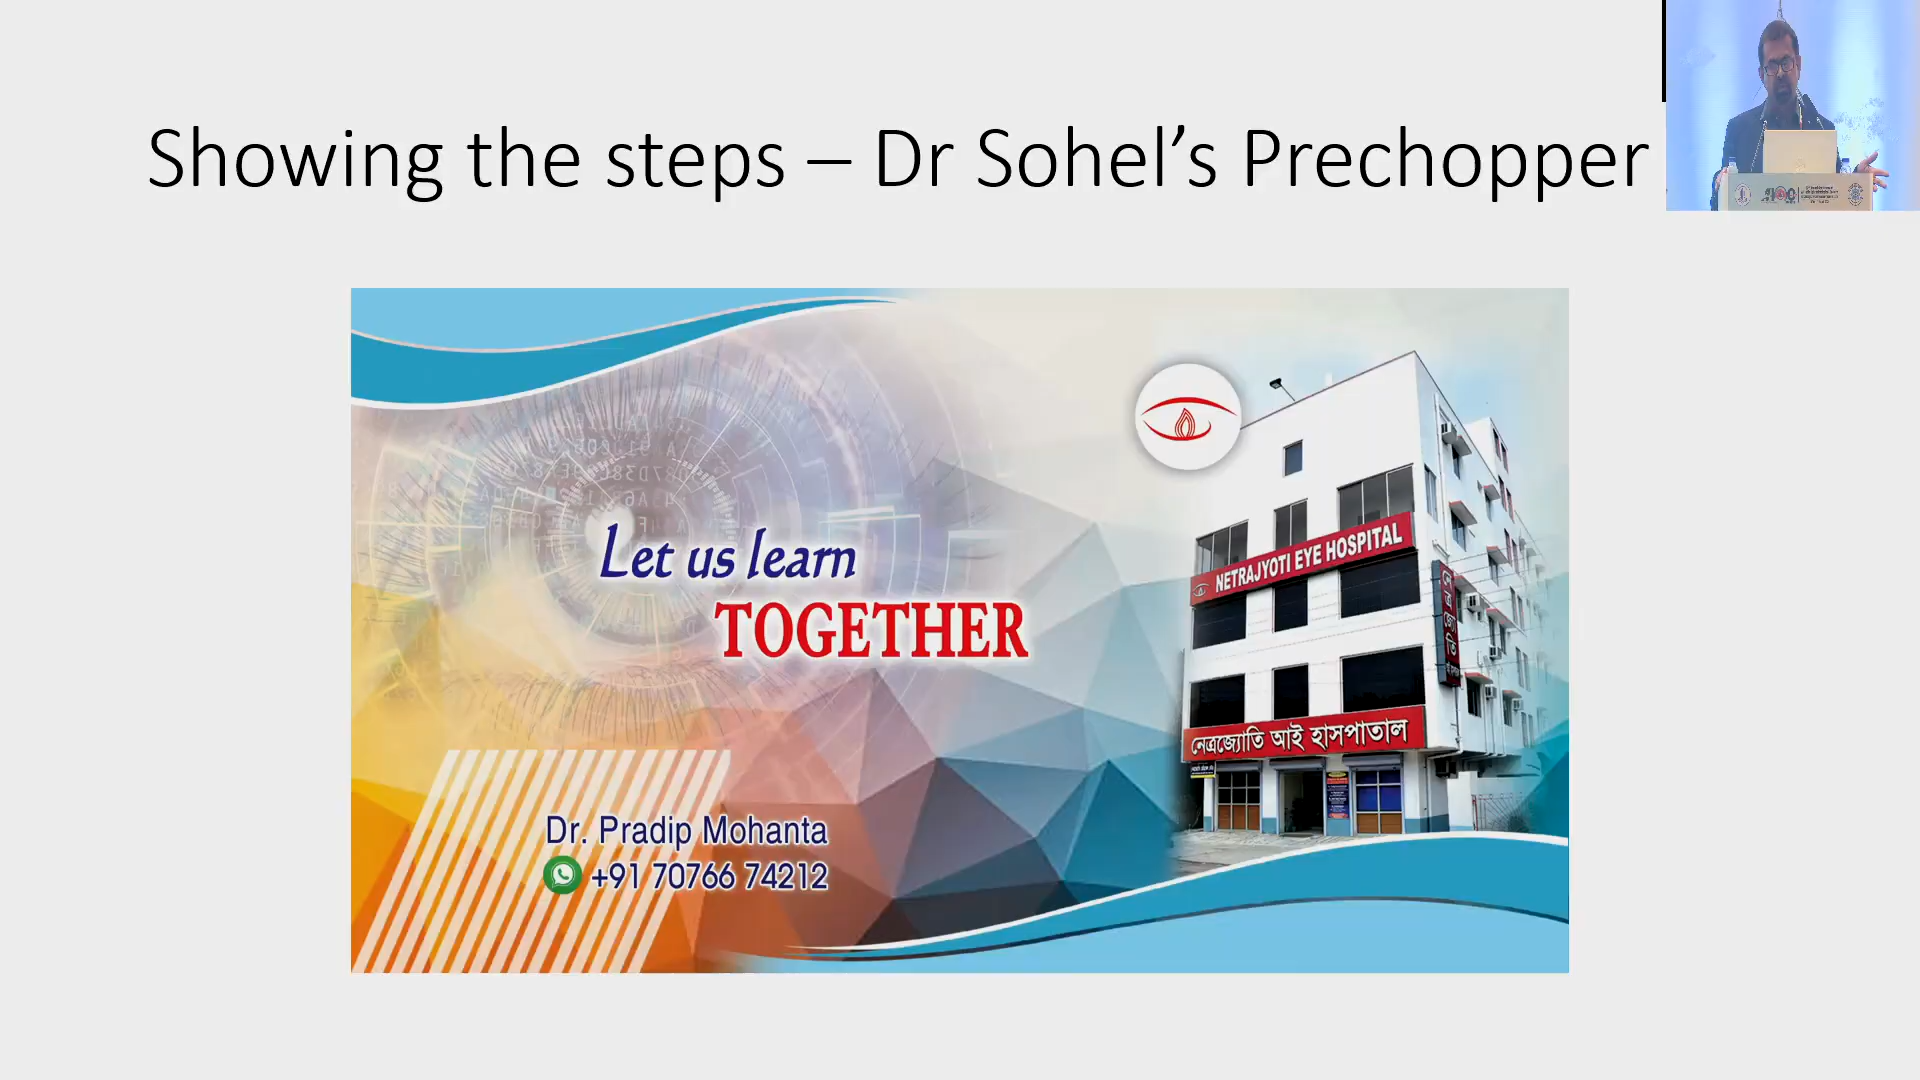 Showing the steps – Dr Sohel's Prechopper
Let us learn
TOGETHER
NETRAJYOTI EYE HOSPITAL
নেত্রজ্যোতি আই হাসপাতাল
Dr. Pradip Mohanta
+91 70766 74212